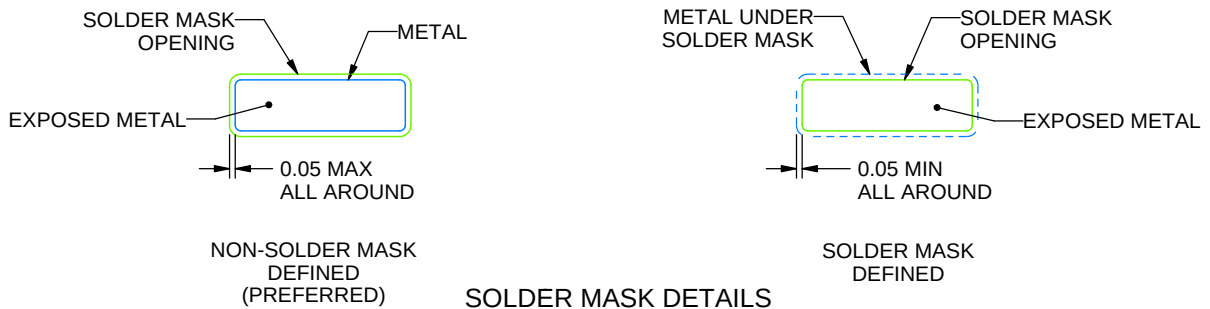 SOLDER MASK
OPENING
METAL
EXPOSED METAL
0.05 MAX
ALL AROUND
NON-SOLDER MASK
DEFINED
(PREFERRED)
METAL UNDER
SOLDER MASK
SOLDER MASK
OPENING
EXPOSED METAL
0.05 MIN
ALL AROUND
SOLDER MASK
DEFINED
SOLDER MASK DETAILS